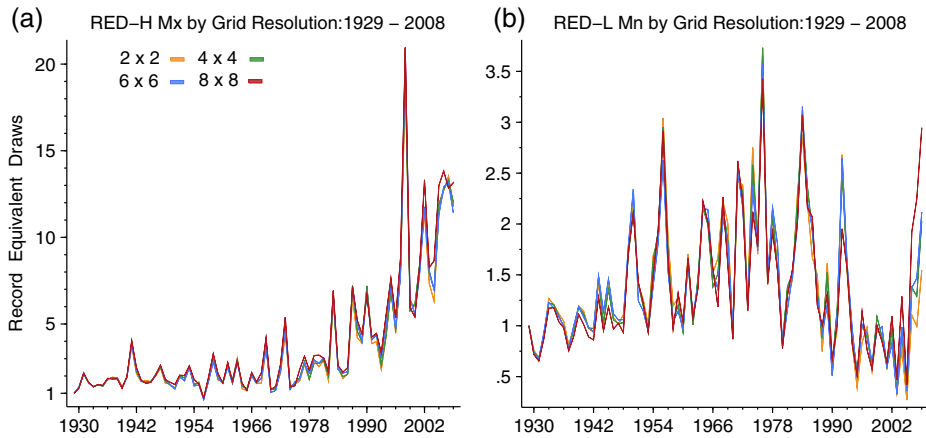 (a) RED-H Mx by Grid Resolution:1929 – 2008
2 x 2 4 x 4
6 x 6 8 x 8
Record Equivalent Draws
20
15
10
5
1
1930 1942 1954 1966 1978 1990 2002
(b) RED-L Mn by Grid Resolution:1929 – 2008
3.5
3
2.5
2
1.5
1
.5
1930 1942 1954 1966 1978 1990 2002